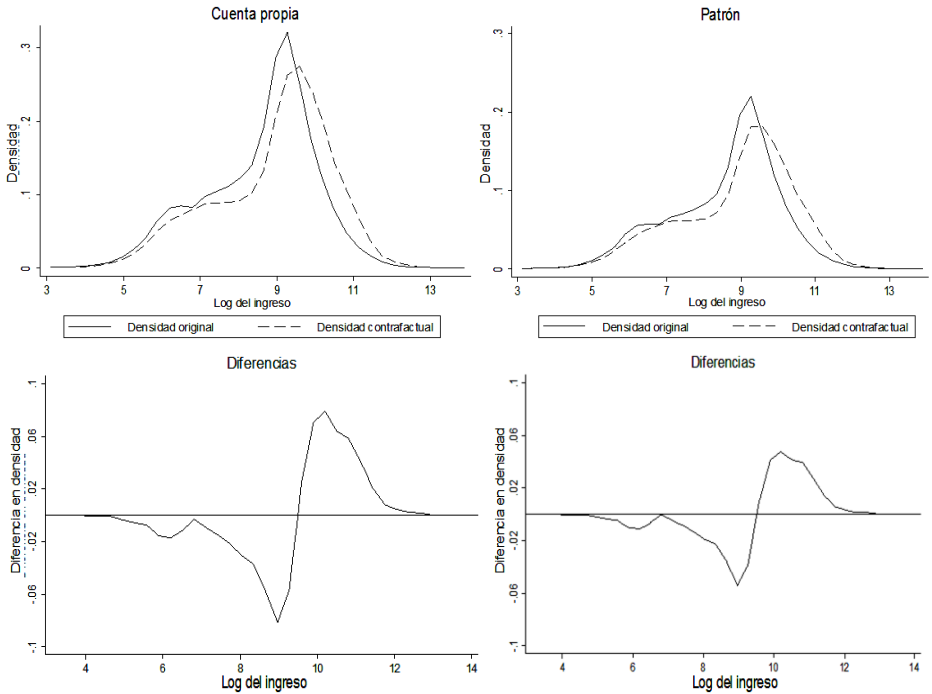 Cuenta propia
Densidad
.3
.2
.1
0
3 5 7 9 11 13
Log del ingreso
Densidad original Densidad contrafactual
Patrón
Densidad
.3
.2
.1
0
3 5 7 9 11 13
Log del ingreso
Densidad original Densidad contrafactual
Diferencias
Diferencia en densidad
.1
.06
.02
-.02
-.06
-.1
4 6 8 10 12 14
Log del ingreso
Diferencias
Diferencia en densidad
.1
.06
.02
-.02
-.06
-.1
4 6 8 10 12 14
Log del ingreso